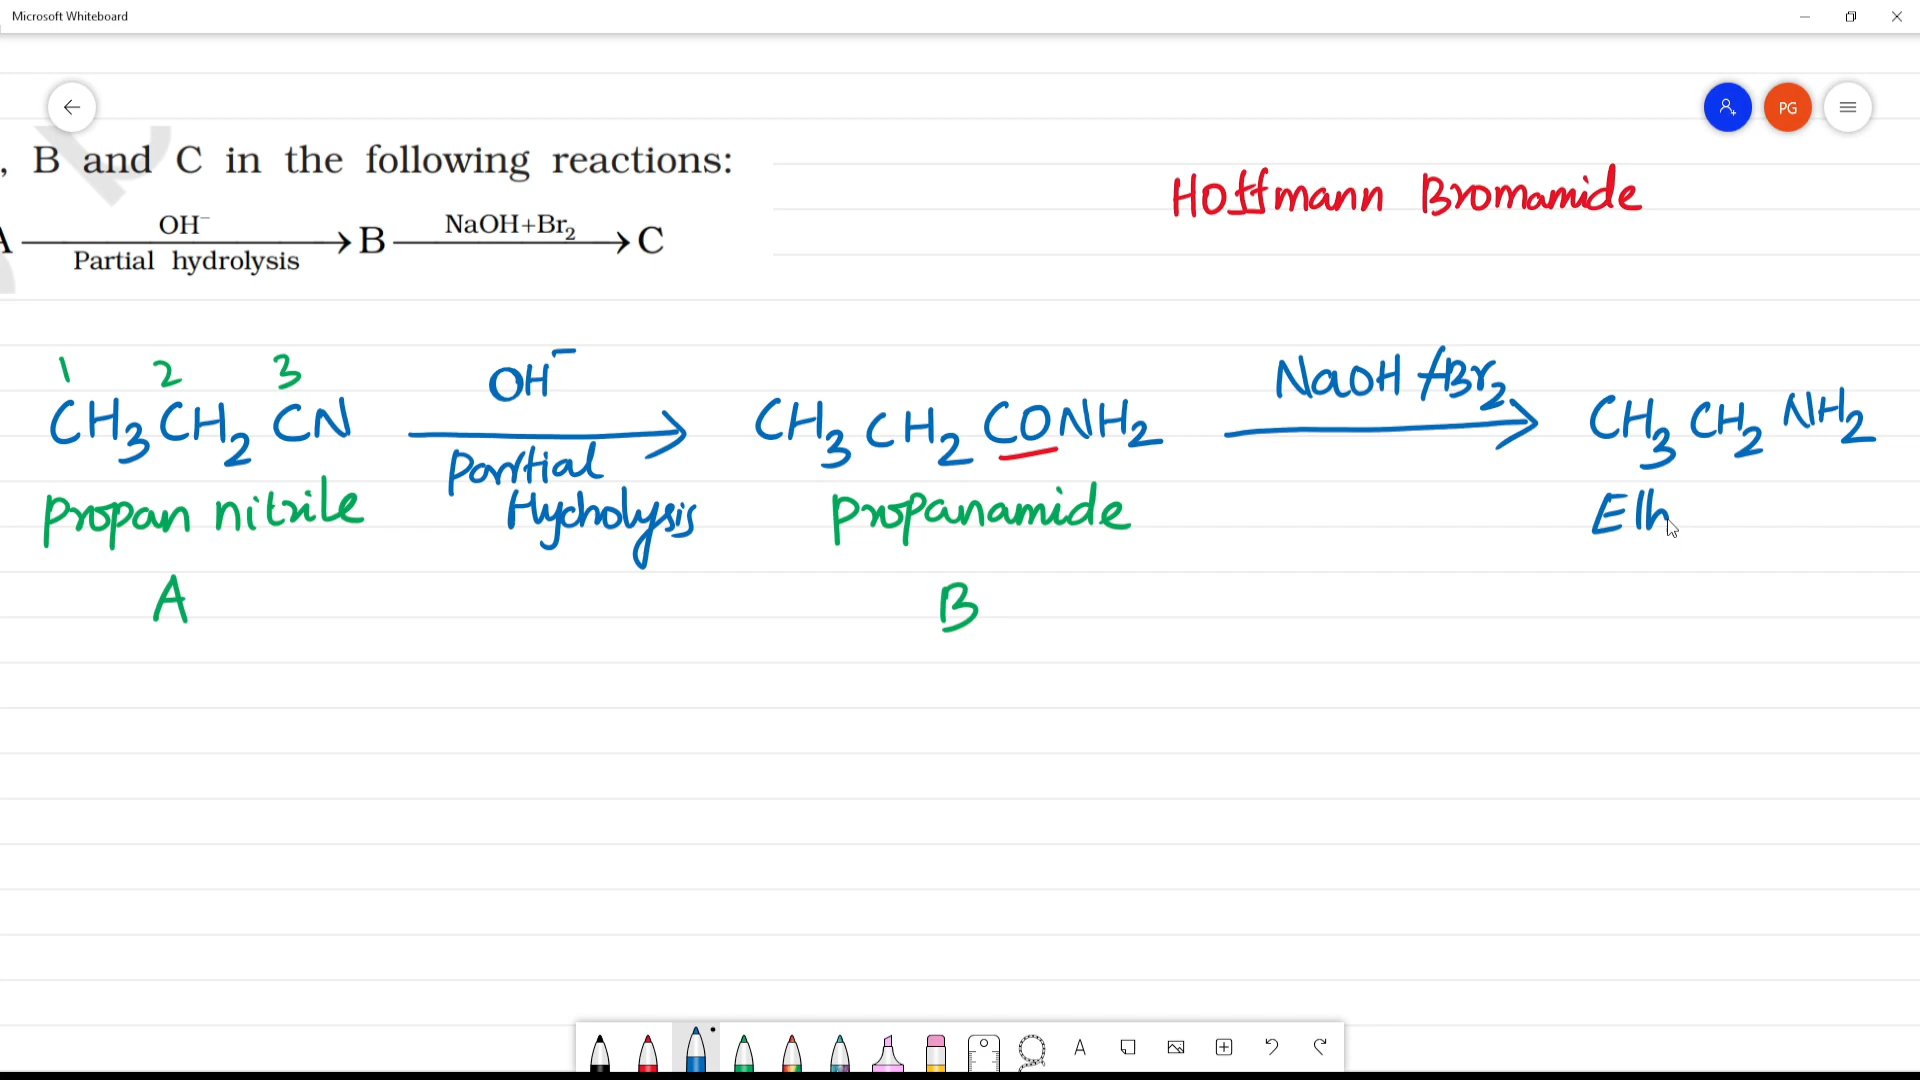 Microsoft Whiteboard
PG
, B and C in the following reactions:
A OH⁻ Partial hydrolysis → B NaOH+Br₂ → C
Hoffmann Bromamide
1 2 3
CH₃CH₂CN OH⁻ → CH₃CH₂CONH₂ NaOH/Br₂ → CH₃CH₂NH₂
Partial
Hydrolysis
propan nitrile propanamide Eth
A B
A